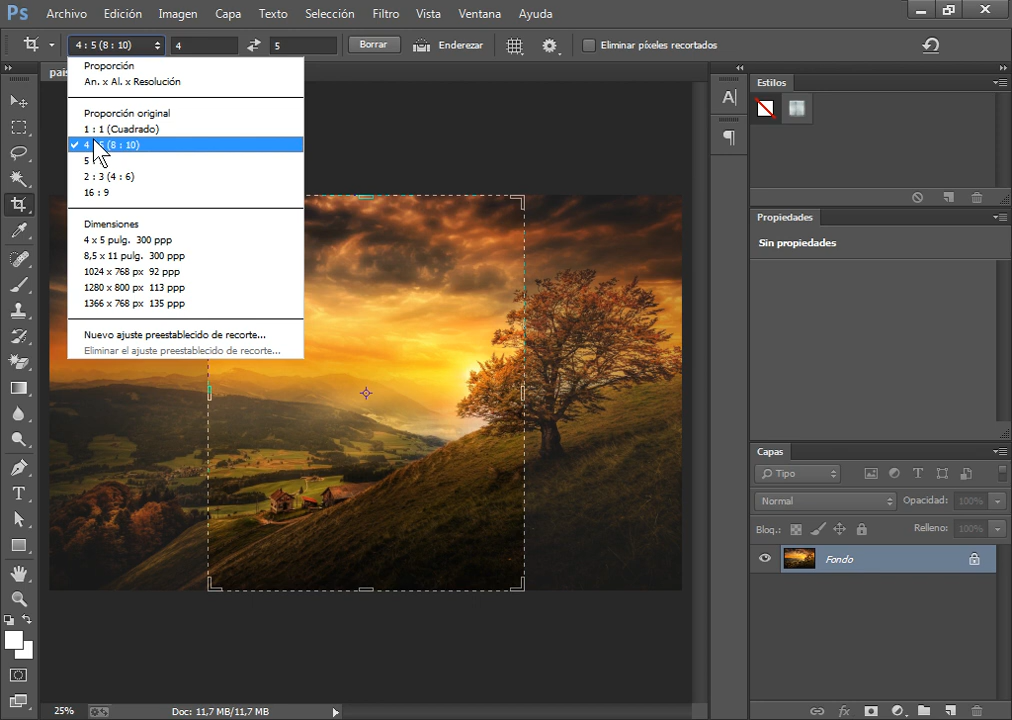 Ps Archivo Edición Imagen Capa Texto Selección Filtro Vista Ventana Ayuda
4 : 5 (8 : 10) 4 5 Borrar Enderezar Eliminar píxeles recortados
Proporción
An. x Al. x Resolución
Proporción original
1 : 1 (Cuadrado)
4 : 5 (8 : 10)
5
2 : 3 (4 : 6)
16 : 9
Dimensiones
4 x 5 pulg. 300 ppp
8,5 x 11 pulg. 300 ppp
1024 x 768 px 92 ppp
1280 x 800 px 113 ppp
1366 x 768 px 135 ppp
Nuevo ajuste preestablecido de recorte...
Eliminar el ajuste preestablecido de recorte...
Estilos
Propiedades
Sin propiedades
Capas
Tipo
Normal Opacidad: 100%
Bloq.: Relleno: 100%
Fondo
fx
25% Doc: 11,7 MB/11,7 MB